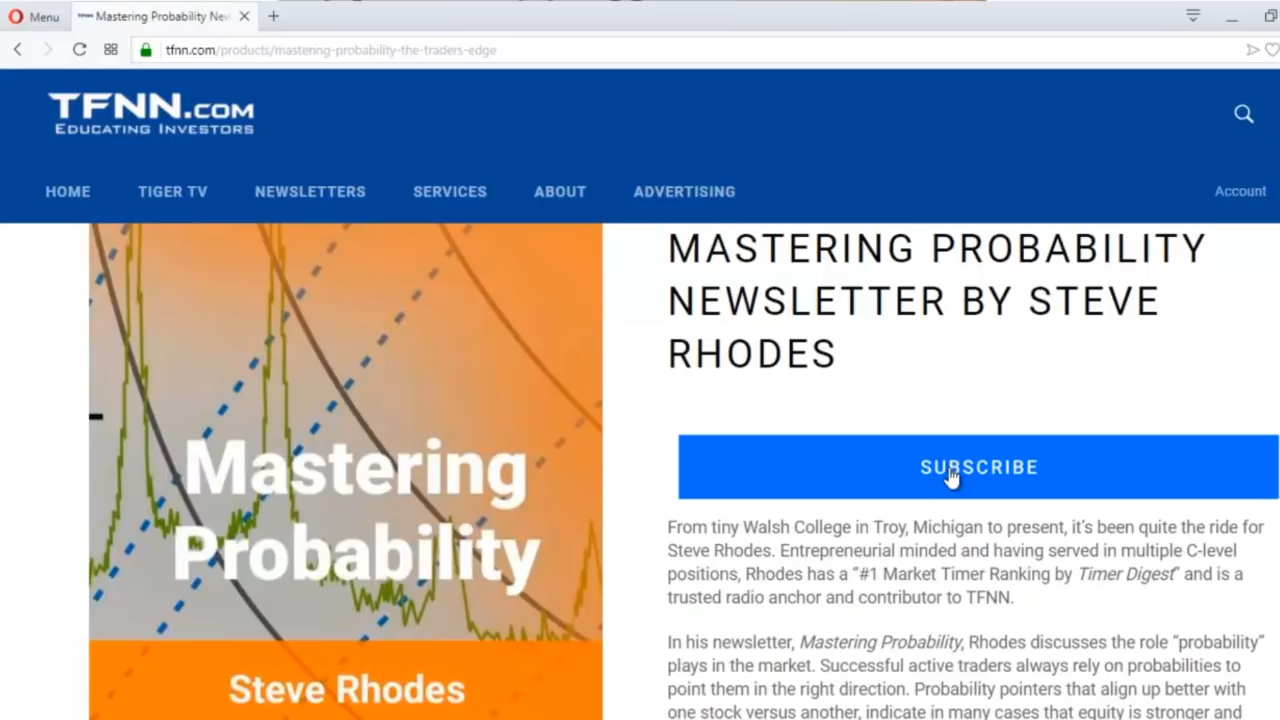 Menu
Mastering Probability Nev
tfnn.com/products/mastering-probability-the-traders-edge
TFNN.COM
EDUCATING INVESTORS
HOME TIGER TV NEWSLETTERS SERVICES ABOUT ADVERTISING Account
MASTERING PROBABILITY
NEWSLETTER BY STEVE
RHODES
SUBSCRIBE
Mastering
Probability
Steve Rhodes
From tiny Walsh College in Troy, Michigan to present, it's been quite the ride for
Steve Rhodes. Entrepreneurial minded and having served in multiple C-level
positions, Rhodes has a “#1 Market Timer Ranking by Timer Digest” and is a
trusted radio anchor and contributor to TFNN.
In his newsletter, Mastering Probability, Rhodes discusses the role “probability”
plays in the market. Successful active traders always rely on probabilities to
point them in the right direction. Probability pointers that align up better with
one stock versus another, indicate in many cases that equity is stronger and